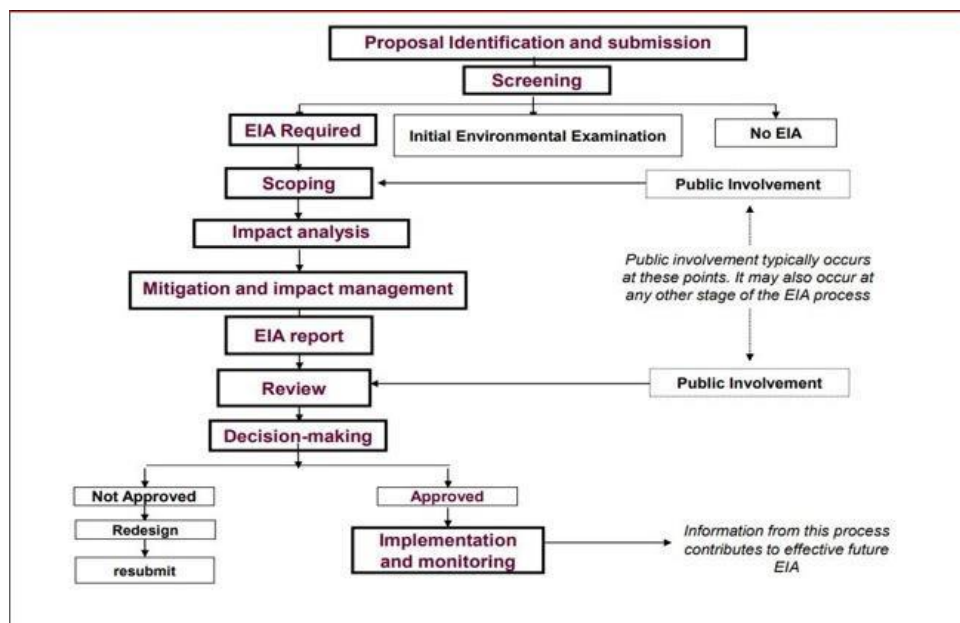 Proposal Identification and submission
Screening
EIA Required
Initial Environmental Examination
No EIA
Scoping
Public Involvement
Impact analysis
Public involvement typically occurs
at these points. It may also occur at
any other stage of the EIA process
Mitigation and impact management
EIA report
Review
Public Involvement
Decision-making
Not Approved
Approved
Redesign
resubmit
Implementation
and monitoring
Information from this process
contributes to effective future
EIA